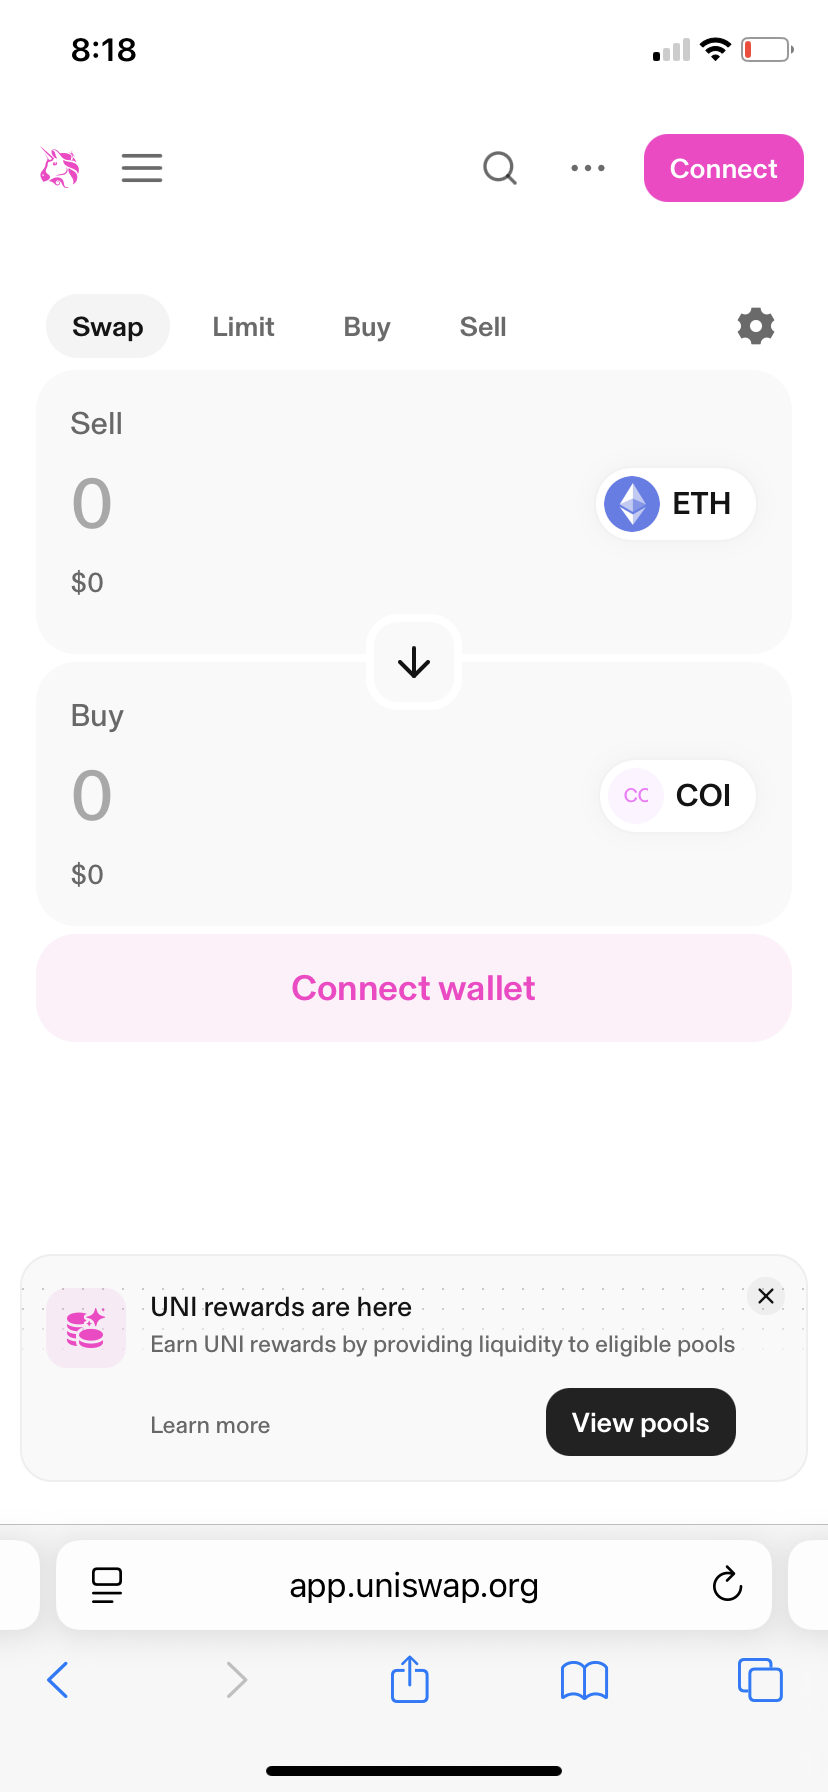 8:18
Connect
Swap
Limit
Buy
Sell
Sell
0
ETH
$0
Buy
0
CC
COI
$0
Connect wallet
UNI rewards are here
Earn UNI rewards by providing liquidity to eligible pools
Learn more
View pools
app.uniswap.org